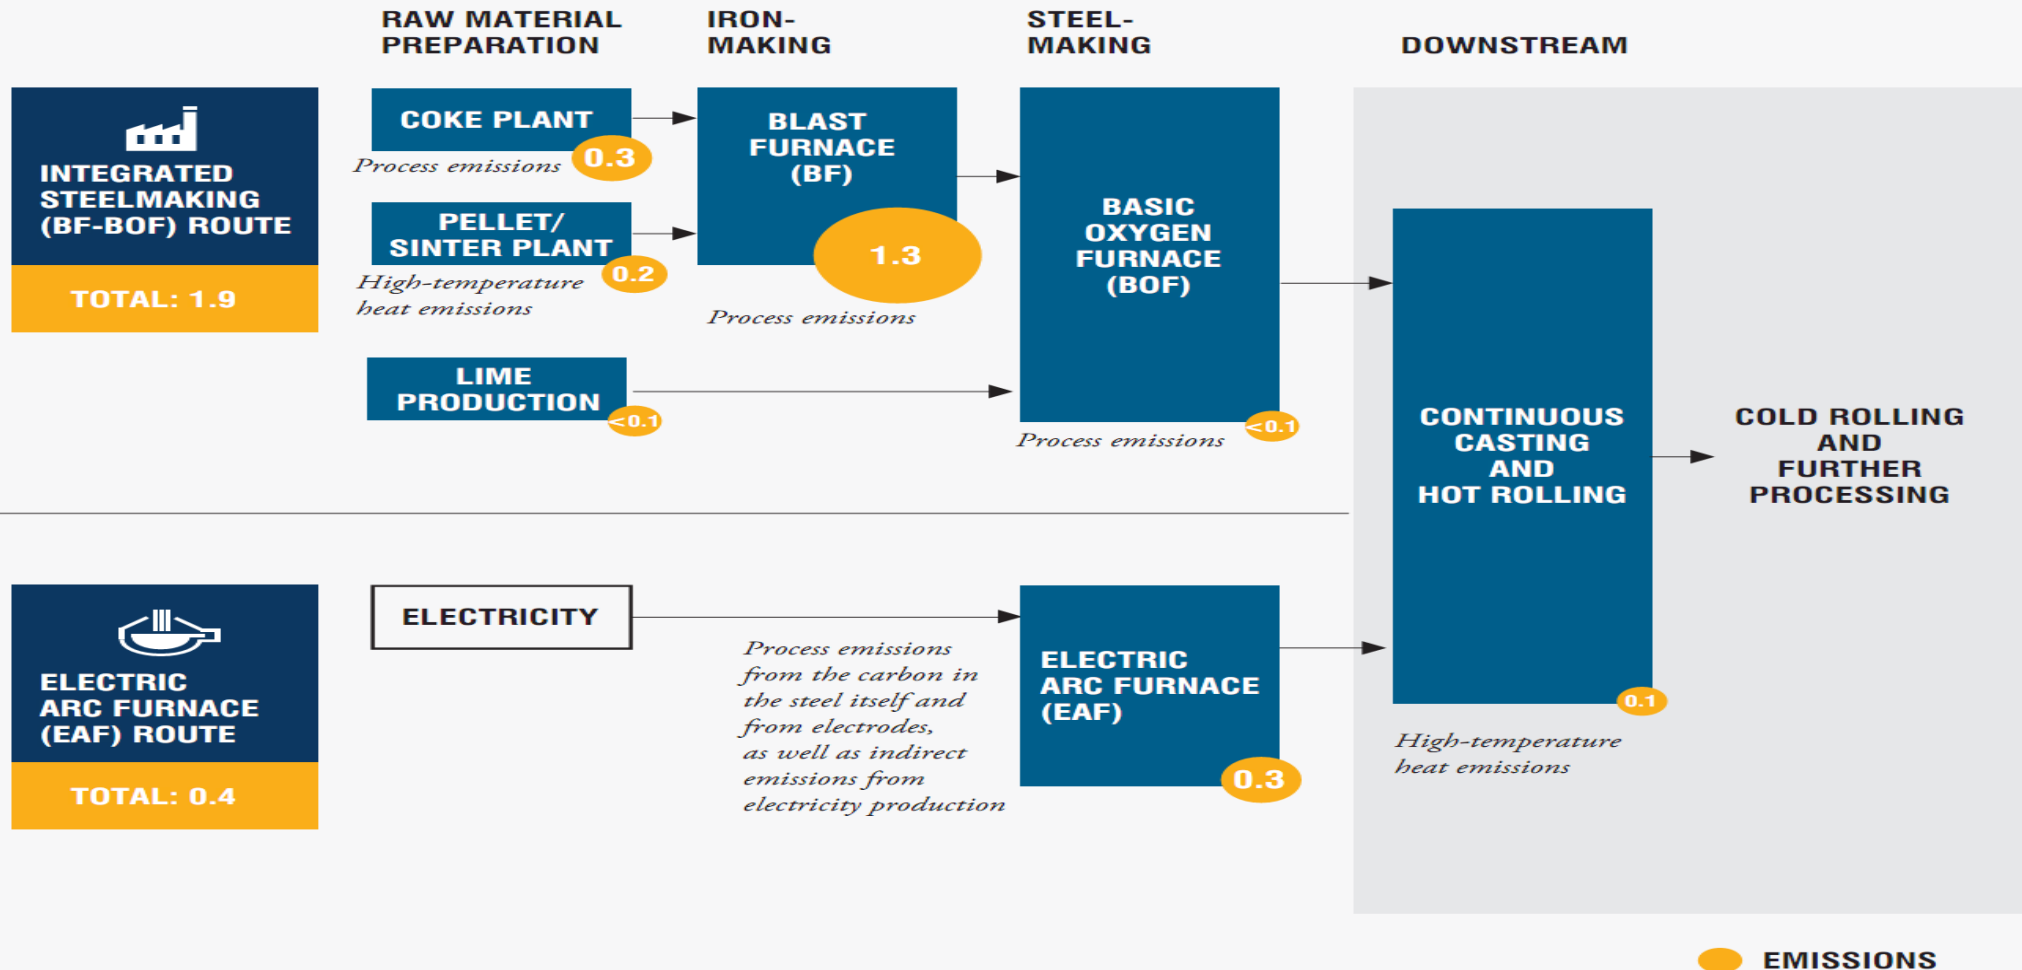 RAW MATERIAL
PREPARATION
IRON-
MAKING
STEEL-
MAKING
DOWNSTREAM
INTEGRATED
STEELMAKING
(BF-BOF) ROUTE
TOTAL: 1.9
COKE PLANT
0.3
Process emissions
PELLET/
SINTER PLANT
0.2
High-temperature
heat emissions
LIME
PRODUCTION
<0.1
BLAST
FURNACE
(BF)
1.3
Process emissions
BASIC
OXYGEN
FURNACE
(BOF)
<0.1
Process emissions
CONTINUOUS
CASTING
AND
HOT ROLLING
0.1
High-temperature
heat emissions
COLD ROLLING
AND
FURTHER
PROCESSING
ELECTRIC
ARC FURNACE
(EAF) ROUTE
TOTAL: 0.4
ELECTRICITY
Process emissions
from the carbon in
the steel itself and
from electrodes,
as well as indirect
emissions from
electricity production
ELECTRIC
ARC FURNACE
(EAF)
0.3
EMISSIONS